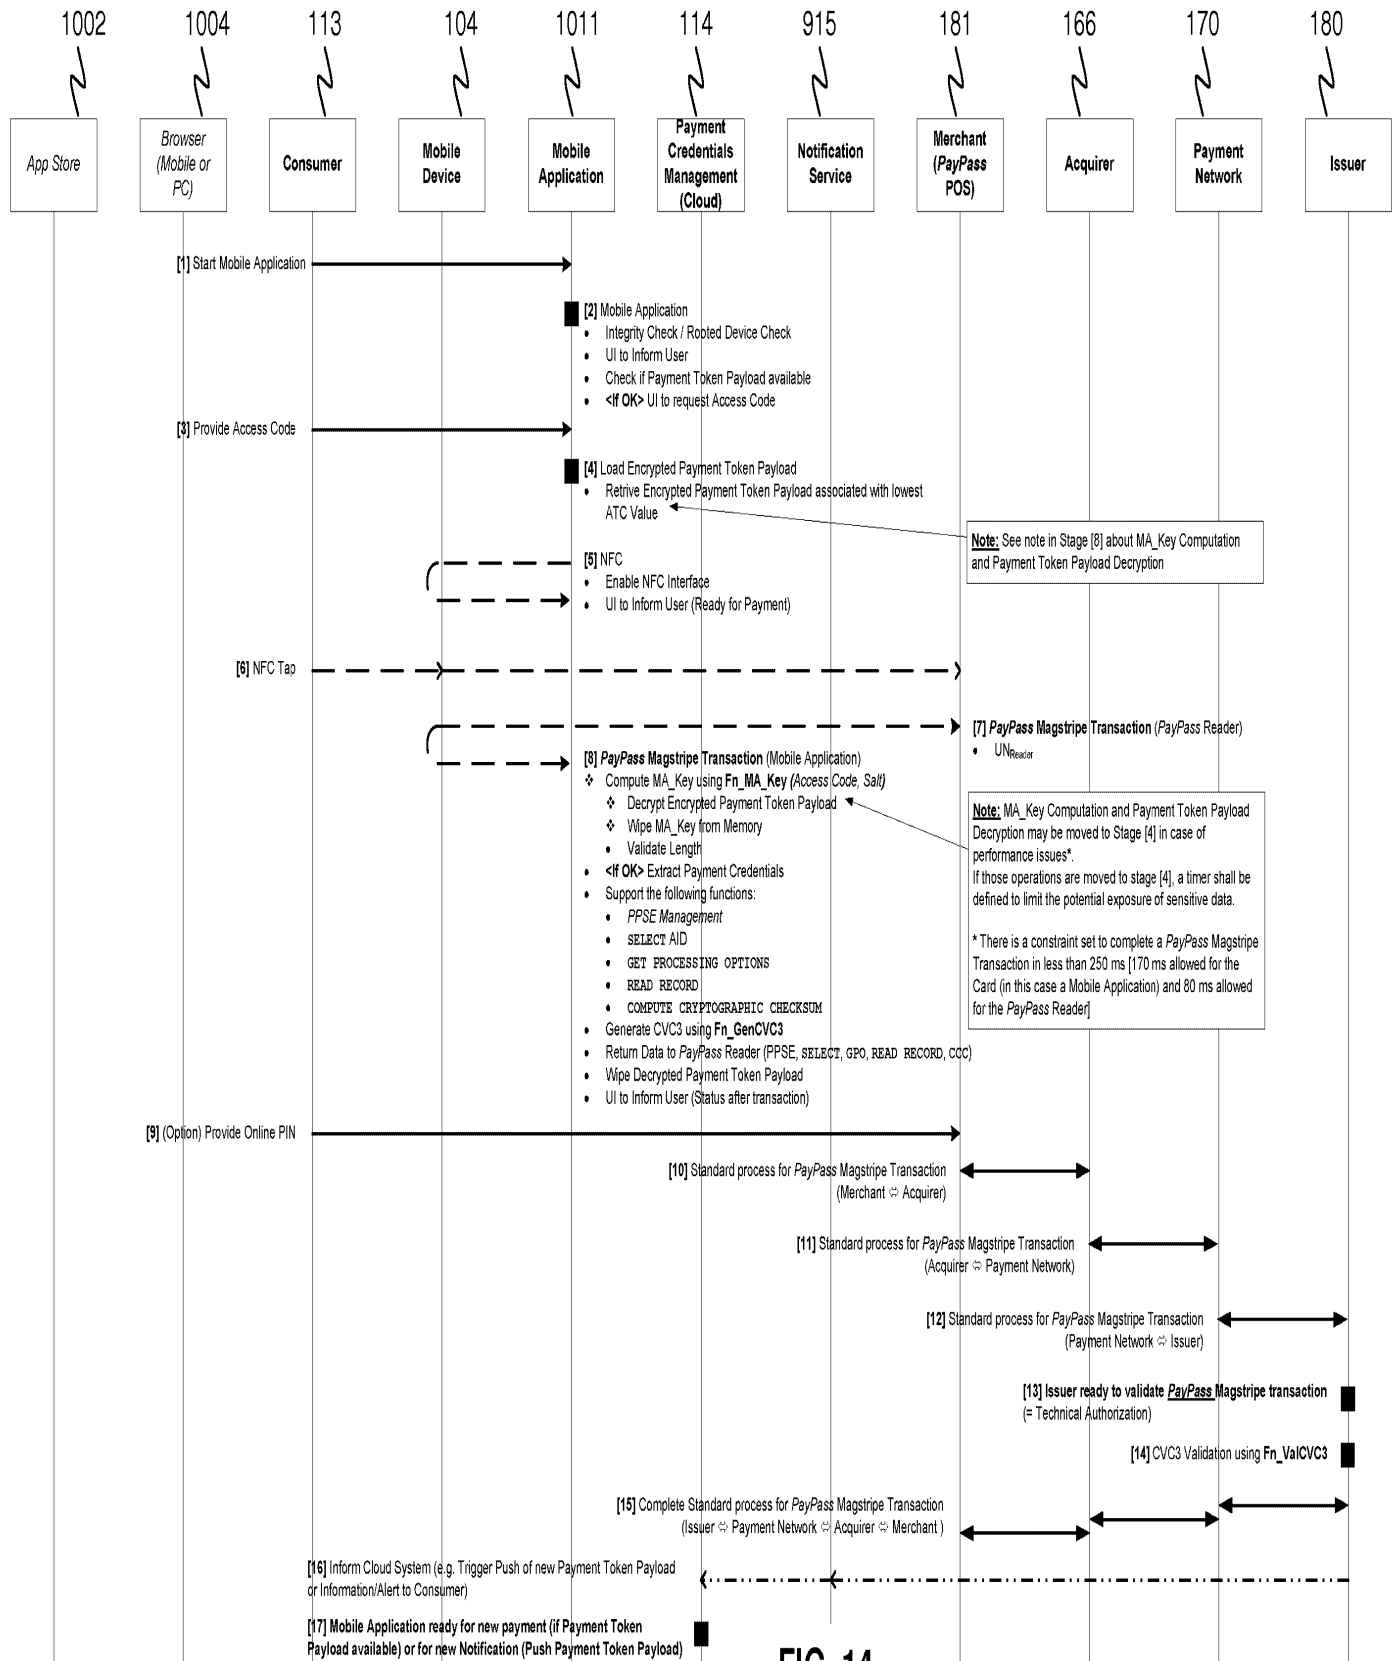 1002 1004 113 104 1011 114 915 181 166 170 180
App Store
Browser
(Mobile or
PC)
Consumer
Mobile
Device
Mobile
Application
Payment
Credentials
Management
(Cloud)
Notification
Service
Merchant
(PayPass
POS)
Acquirer
Payment
Network
Issuer
[1] Start Mobile Application
[2] Mobile Application
• Integrity Check / Rooted Device Check
• UI to Inform User
• Check if Payment Token Payload available
• <If OK> UI to request Access Code
[3] Provide Access Code
[4] Load Encrypted Payment Token Payload
• Retrive Encrypted Payment Token Payload associated with lowest
ATC Value
Note: See note in Stage [8] about MA_Key Computation
and Payment Token Payload Decryption
[5] NFC
• Enable NFC Interface
• UI to Inform User (Ready for Payment)
[6] NFC Tap
[7] PayPass Magstripe Transaction (PayPass Reader)
• UNReader
[8] PayPass Magstripe Transaction (Mobile Application)
❖ Compute MA_Key using Fn_MA_Key (Access Code, Salt)
❖ Decrypt Encrypted Payment Token Payload
❖ Wipe MA_Key from Memory
• Validate Length
• <If OK> Extract Payment Credentials
• Support the following functions:
• PPSE Management
• SELECT AID
• GET PROCESSING OPTIONS
• READ RECORD
• COMPUTE CRYPTOGRAPHIC CHECKSUM
• Generate CVC3 using Fn_GenCVC3
• Return Data to PayPass Reader (PPSE, SELECT, GPO, READ RECORD, CCC)
• Wipe Decrypted Payment Token Payload
• UI to Inform User (Status after transaction)
Note: MA_Key Computation and Payment Token Payload
Decryption may be moved to Stage [4] in case of
performance issues*.
If those operations are moved to stage [4], a timer shall be
defined to limit the potential exposure of sensitive data.
* There is a constraint set to complete a PayPass Magstripe
Transaction in less than 250 ms [170 ms allowed for the
Card (in this case a Mobile Application) and 80 ms allowed
for the PayPass Reader]
[9] (Option) Provide Online PIN
[10] Standard process for PayPass Magstripe Transaction
(Merchant ⇔ Acquirer)
[11] Standard process for PayPass Magstripe Transaction
(Acquirer ⇔ Payment Network)
[12] Standard process for PayPass Magstripe Transaction
(Payment Network ⇔ Issuer)
[13] Issuer ready to validate PayPass Magstripe transaction
(= Technical Authorization)
[14] CVC3 Validation using Fn_ValCVC3
[15] Complete Standard process for PayPass Magstripe Transaction
(Issuer ⇔ Payment Network ⇔ Acquirer ⇔ Merchant )
[16] Inform Cloud System (e.g. Trigger Push of new Payment Token Payload
or Information/Alert to Consumer)
[17] Mobile Application ready for new payment (if Payment Token
Payload available) or for new Notification (Push Payment Token Payload)
FIG. 14